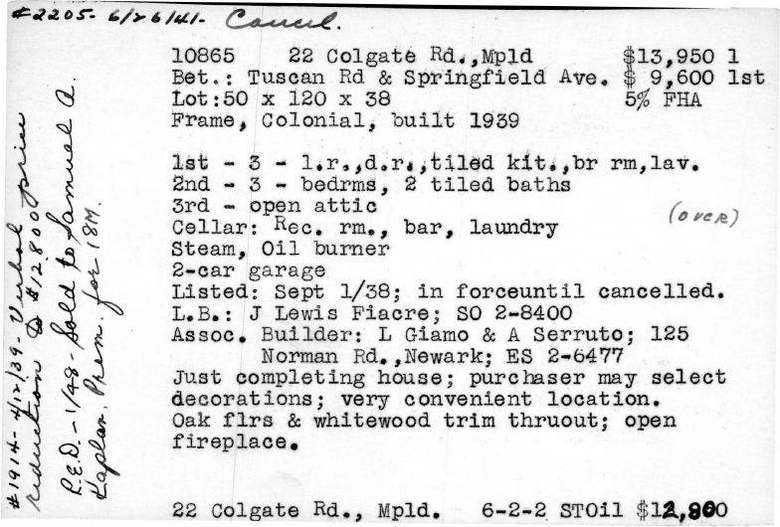 #2205- 6/26/41- Cancel.
10865 22 Colgate Rd.,Mpld $13,950 l
Bet.: Tuscan Rd & Springfield Ave. $ 9,600 1st
Lot:50 x 120 x 38 5% FHA
Frame, Colonial, built 1939
1st - 3 - l.r.,d.r.,tiled kit.,br rm,lav.
2nd - 3 - bedrms, 2 tiled baths
3rd - open attic
(over)
Cellar: Rec. rm., bar, laundry
Steam, Oil burner
2-car garage
Listed: Sept 1/38; in forceuntil cancelled.
L.B.: J Lewis Fiacre; SO 2-8400
Assoc. Builder: L Giamo & A Serruto; 125
Norman Rd.,Newark; ES 2-6477
Just completing house; purchaser may select
decorations; very convenient location.
Oak flrs & whitewood trim thruout; open
fireplace.
22 Colgate Rd., Mpld. 6-2-2 STOil $12,800
#1914- 4/12/39- Verbal price
reduction to $12800
R.E.D.- 1/48- Sold to Samuel A.
Kaplan. Prem. for 18M.